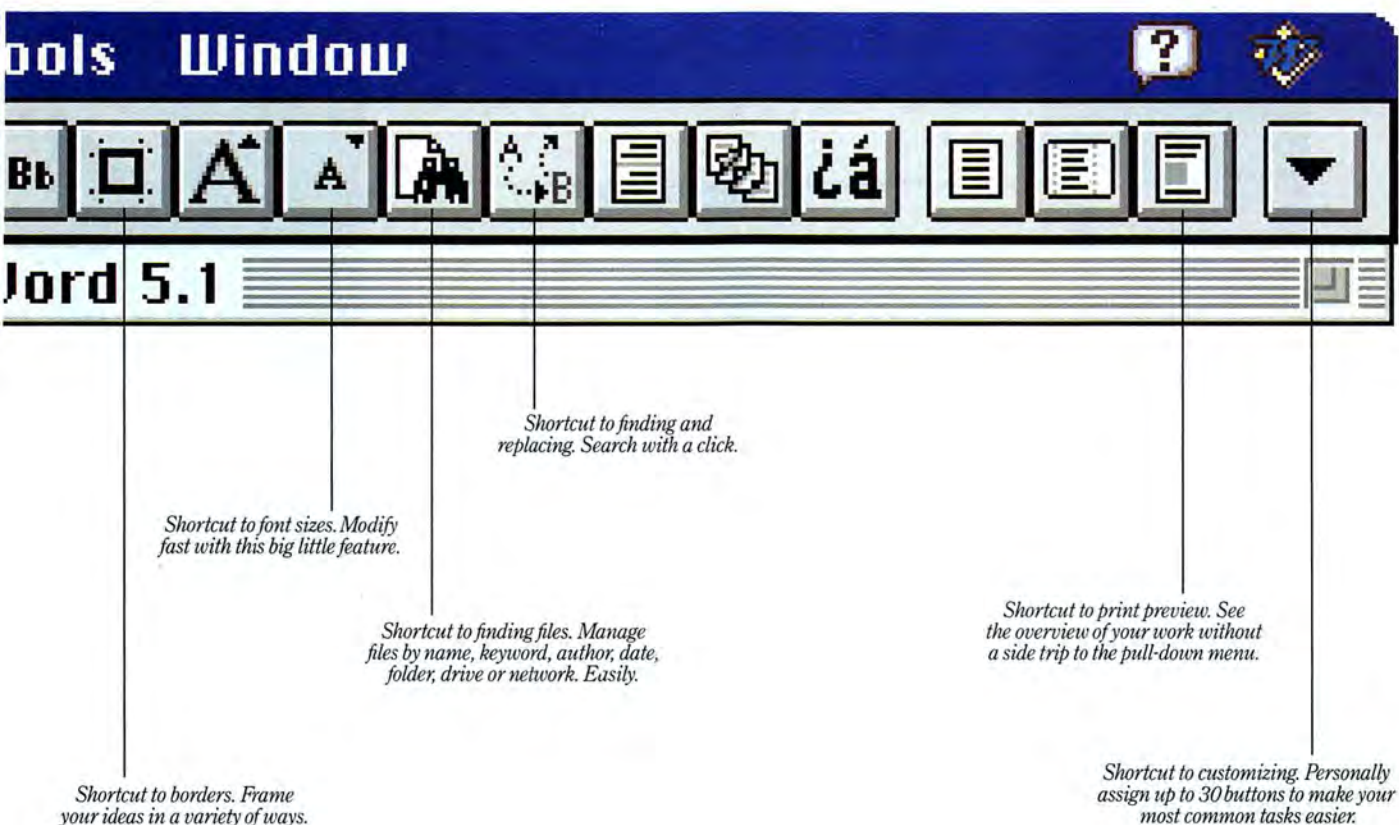 ools Window ?
Bb A A A B ¿á
ord 5.1
Shortcut to finding and
replacing. Search with a click.
Shortcut to font sizes. Modify
fast with this big little feature.
Shortcut to finding files. Manage
files by name, keyword, author, date,
folder, drive or network. Easily.
Shortcut to print preview. See
the overview of your work without
a side trip to the pull-down menu.
Shortcut to borders. Frame
your ideas in a variety of ways.
Shortcut to customizing. Personally
assign up to 30 buttons to make your
most common tasks easier.